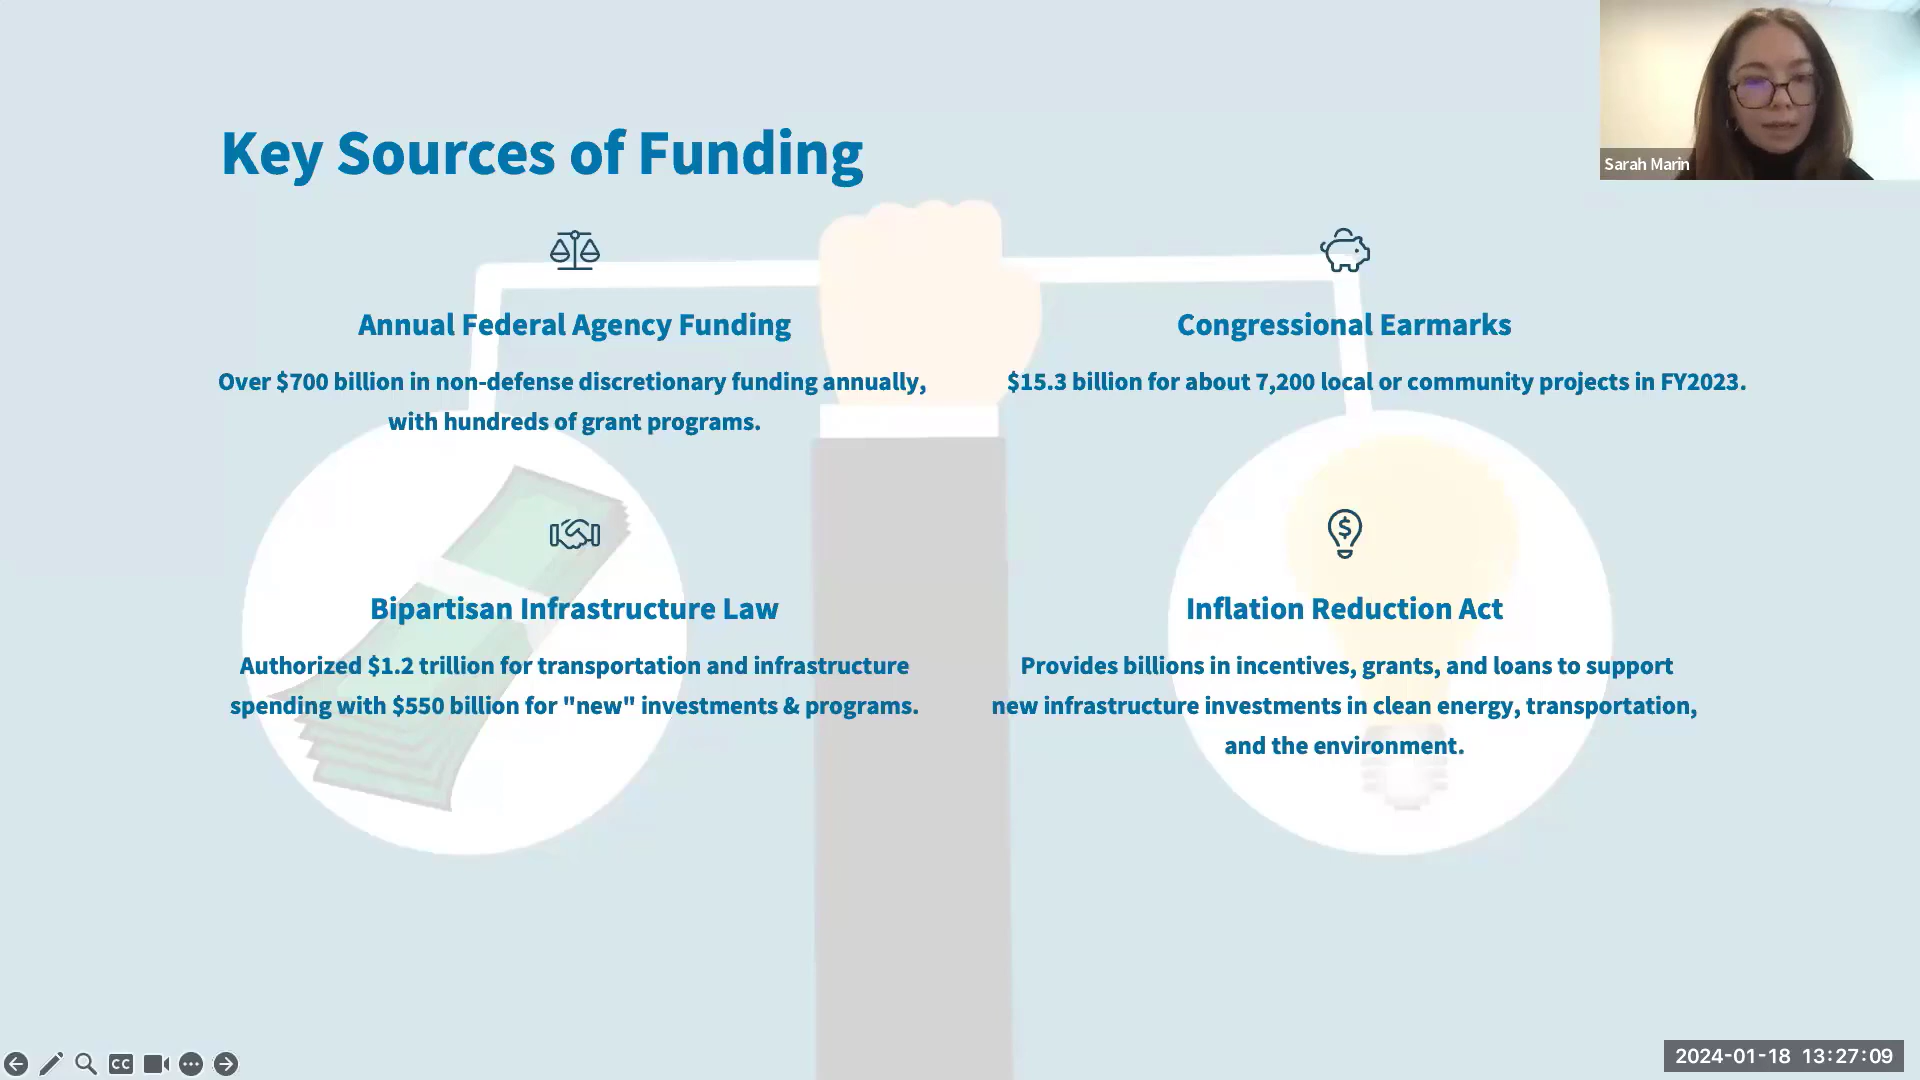 Key Sources of Funding
Sarah Marin
Annual Federal Agency Funding
Over $700 billion in non-defense discretionary funding annually,
with hundreds of grant programs.
Congressional Earmarks
$15.3 billion for about 7,200 local or community projects in FY2023.
Bipartisan Infrastructure Law
Authorized $1.2 trillion for transportation and infrastructure
spending with $550 billion for "new" investments & programs.
Inflation Reduction Act
Provides billions in incentives, grants, and loans to support
new infrastructure investments in clean energy, transportation,
and the environment.
CC
2024-01-18 13:27:09